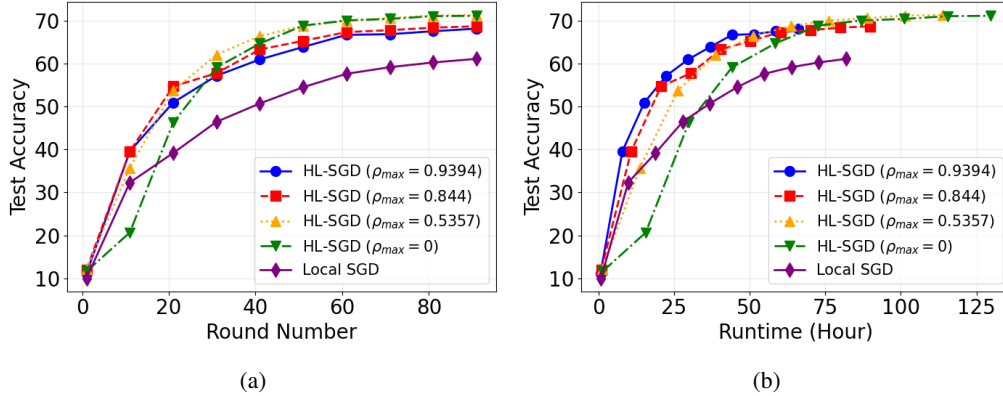 Test Accuracy
70
60
50
40
30
20
10
0
20
40
60
80
Round Number
HL-SGD (ρmax = 0.9394)
HL-SGD (ρmax = 0.844)
HL-SGD (ρmax = 0.5357)
HL-SGD (ρmax = 0)
Local SGD
(a)
Test Accuracy
70
60
50
40
30
20
10
0
25
50
75
100
125
Runtime (Hour)
HL-SGD (ρmax = 0.9394)
HL-SGD (ρmax = 0.844)
HL-SGD (ρmax = 0.5357)
HL-SGD (ρmax = 0)
Local SGD
(b)